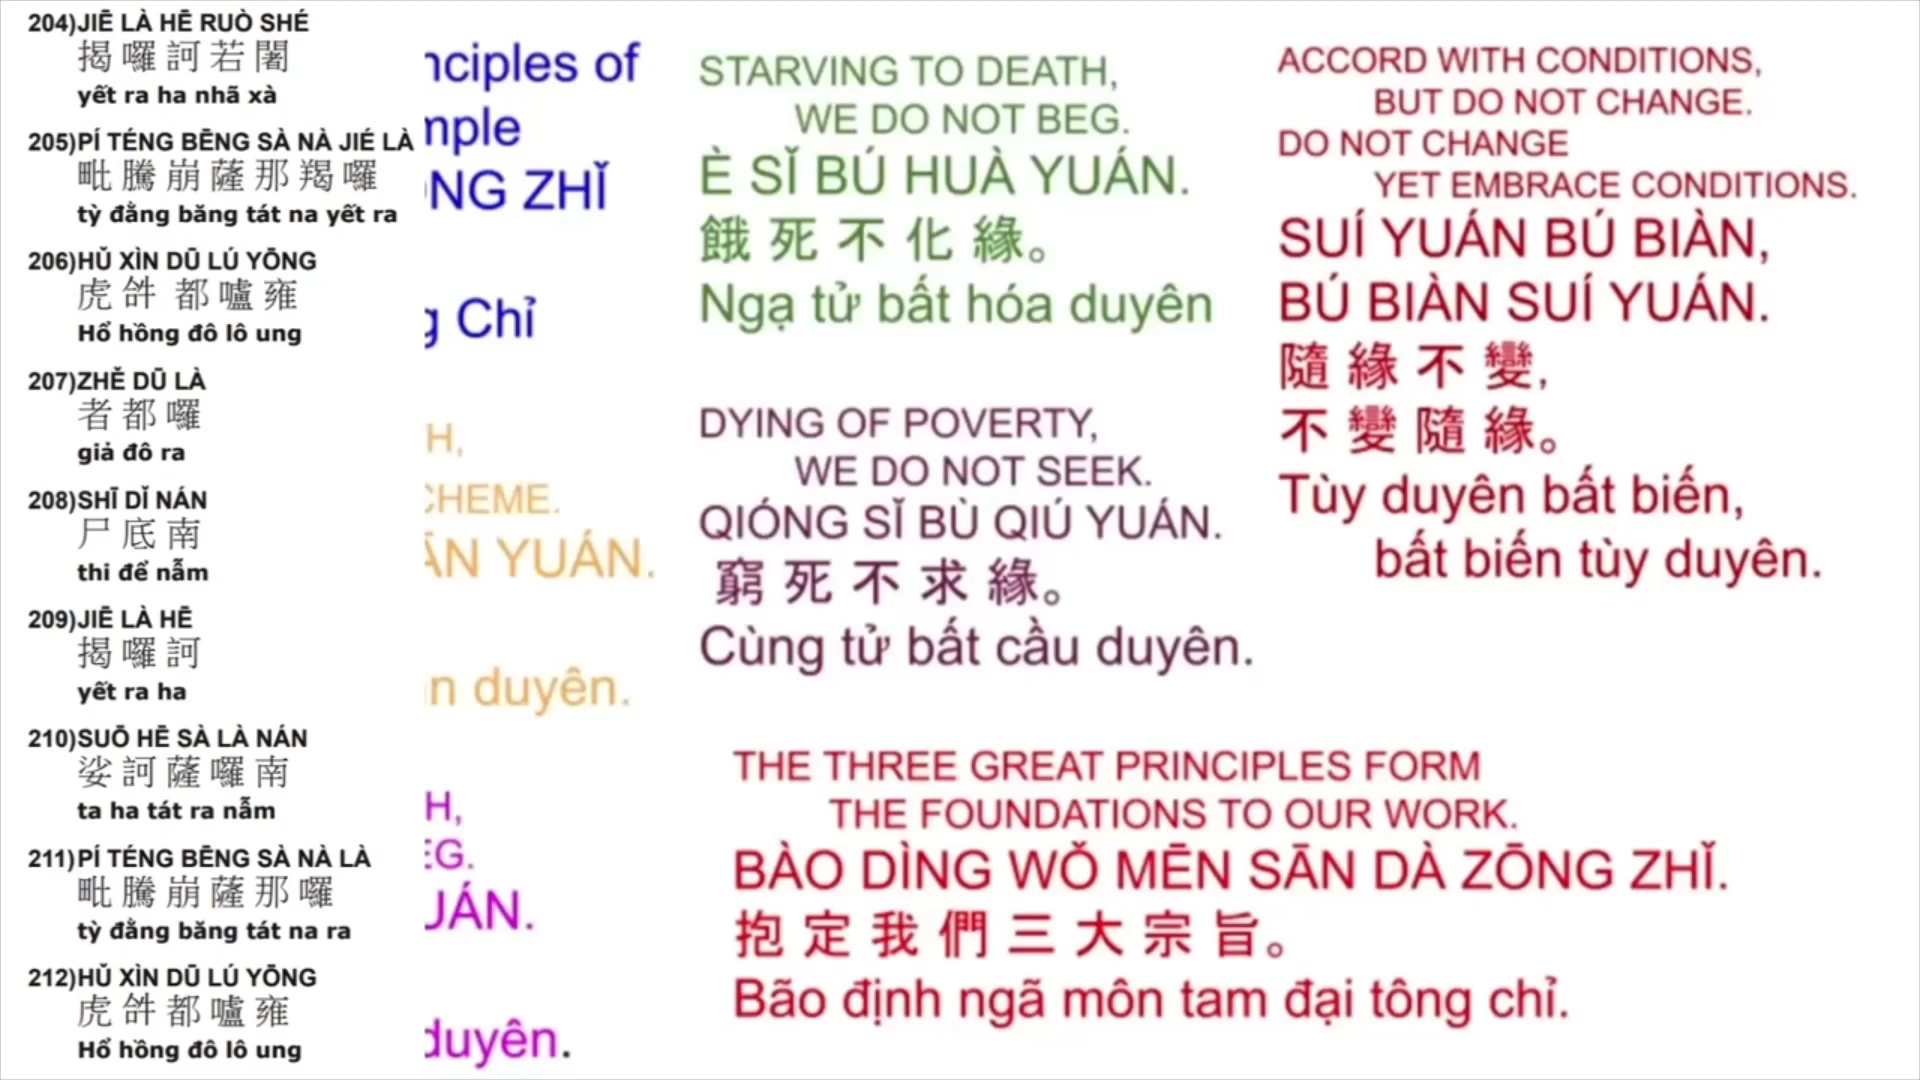 204)JIĒ LÀ HĒ RUÒ SHÉ
揭 囉 訶 若 闍
yết ra ha nhã xà
205)PÍ TÉNG BĒNG SÀ NÀ JIÉ LÀ
毗 騰 崩 薩 那 羯 囉
tỳ đằng băng tát na yết ra
206)HǓ XÌN DŪ LÚ YŌNG
虎 𤙖 都 嚧 雍
Hổ hồng đô lô ung
207)ZHĚ DŪ LÀ
者 都 囉
giả đô ra
208)SHĪ DǏ NÁN
尸 底 南
thi để nẫm
209)JIĒ LÀ HĒ
揭 囉 訶
yết ra ha
210)SUŌ HĒ SÀ LÀ NÁN
娑 訶 薩 囉 南
ta ha tát ra nẫm
211)PÍ TÉNG BĒNG SÀ NÀ LÀ
毗 騰 崩 薩 那 囉
tỳ đằng băng tát na ra
212)HǓ XÌN DŪ LÚ YŌNG
虎 𤙖 都 嚧 雍
Hổ hồng đô lô ung
nciples of
mple
ONG ZHǏ
g Chỉ
H,
CHEME.
ĀN YUÁN.
n duyên.
H,
EG.
UÁN.
duyên.
STARVING TO DEATH,
WE DO NOT BEG.
È SǏ BÚ HUÀ YUÁN.
餓 死 不 化 緣。
Ngạ tử bất hóa duyên
DYING OF POVERTY,
WE DO NOT SEEK.
QIÓNG SǏ BÙ QIÚ YUÁN.
窮 死 不 求 緣。
Cùng tử bất cầu duyên.
ACCORD WITH CONDITIONS,
BUT DO NOT CHANGE.
DO NOT CHANGE
YET EMBRACE CONDITIONS.
SUÍ YUÁN BÚ BIÀN,
BÚ BIÀN SUÍ YUÁN.
隨 緣 不 變,
不 變 隨 緣。
Tùy duyên bất biến,
bất biến tùy duyên.
THE THREE GREAT PRINCIPLES FORM
THE FOUNDATIONS TO OUR WORK.
BÀO DÌNG WǑ MĒN SĀN DÀ ZŌNG ZHǏ.
抱 定 我 們 三 大 宗 旨。
Bão định ngã môn tam đại tông chỉ.